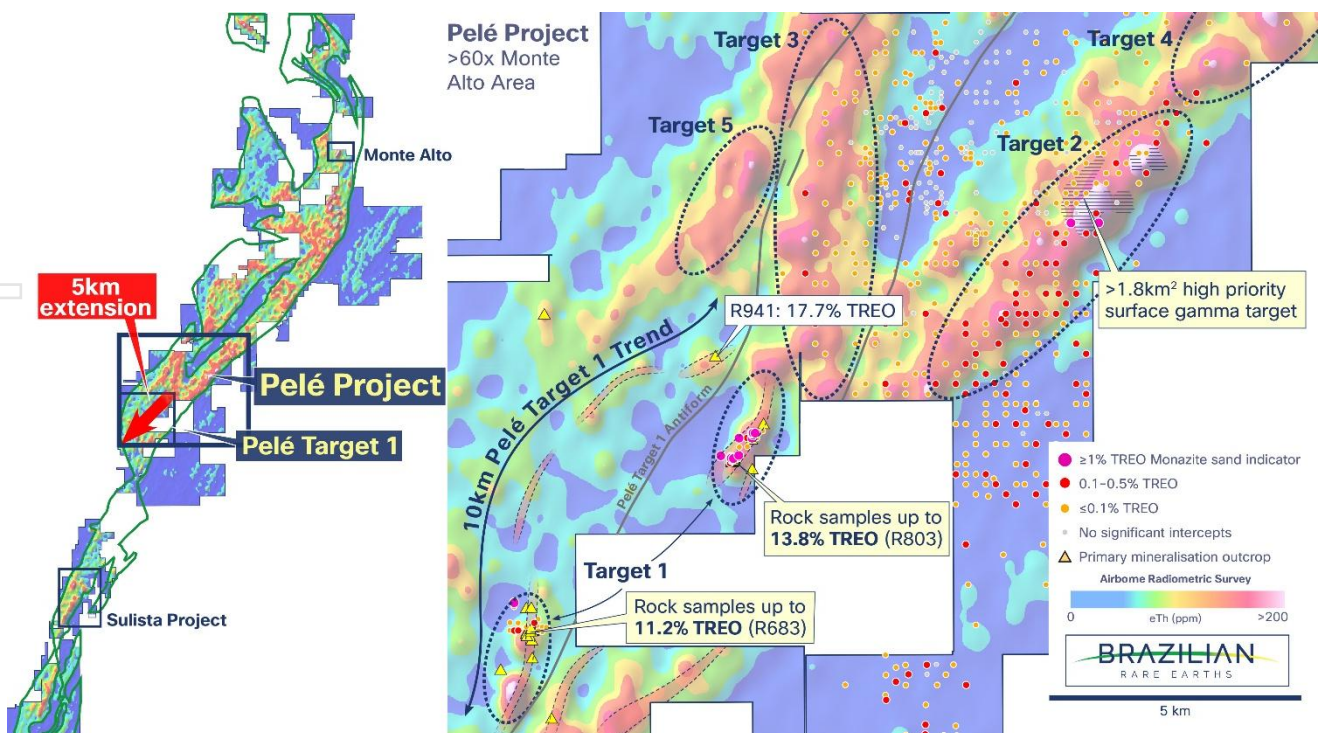 Monte Alto
5km
extension
Pelé Project
Pelé Target 1
Sulista Project
Pelé Project
>60x Monte
Alto Area
Target 3
Target 4
Target 5
Target 2
>1.8km² high priority
surface gamma target
R941: 17.7% TREO
10km Pelé Target 1 Trend
Pelé Target 1 Antiform
Rock samples up to
13.8% TREO (R803)
Target 1
Rock samples up to
11.2% TREO (R683)
≥1% TREO Monazite sand indicator
0.1–0.5% TREO
≤0.1% TREO
No significant intercepts
Primary mineralisation outcrop
Airbome Radiometric Survey
0 eTh (ppm) >200
BRAZILIAN
RARE EARTHS
5 km